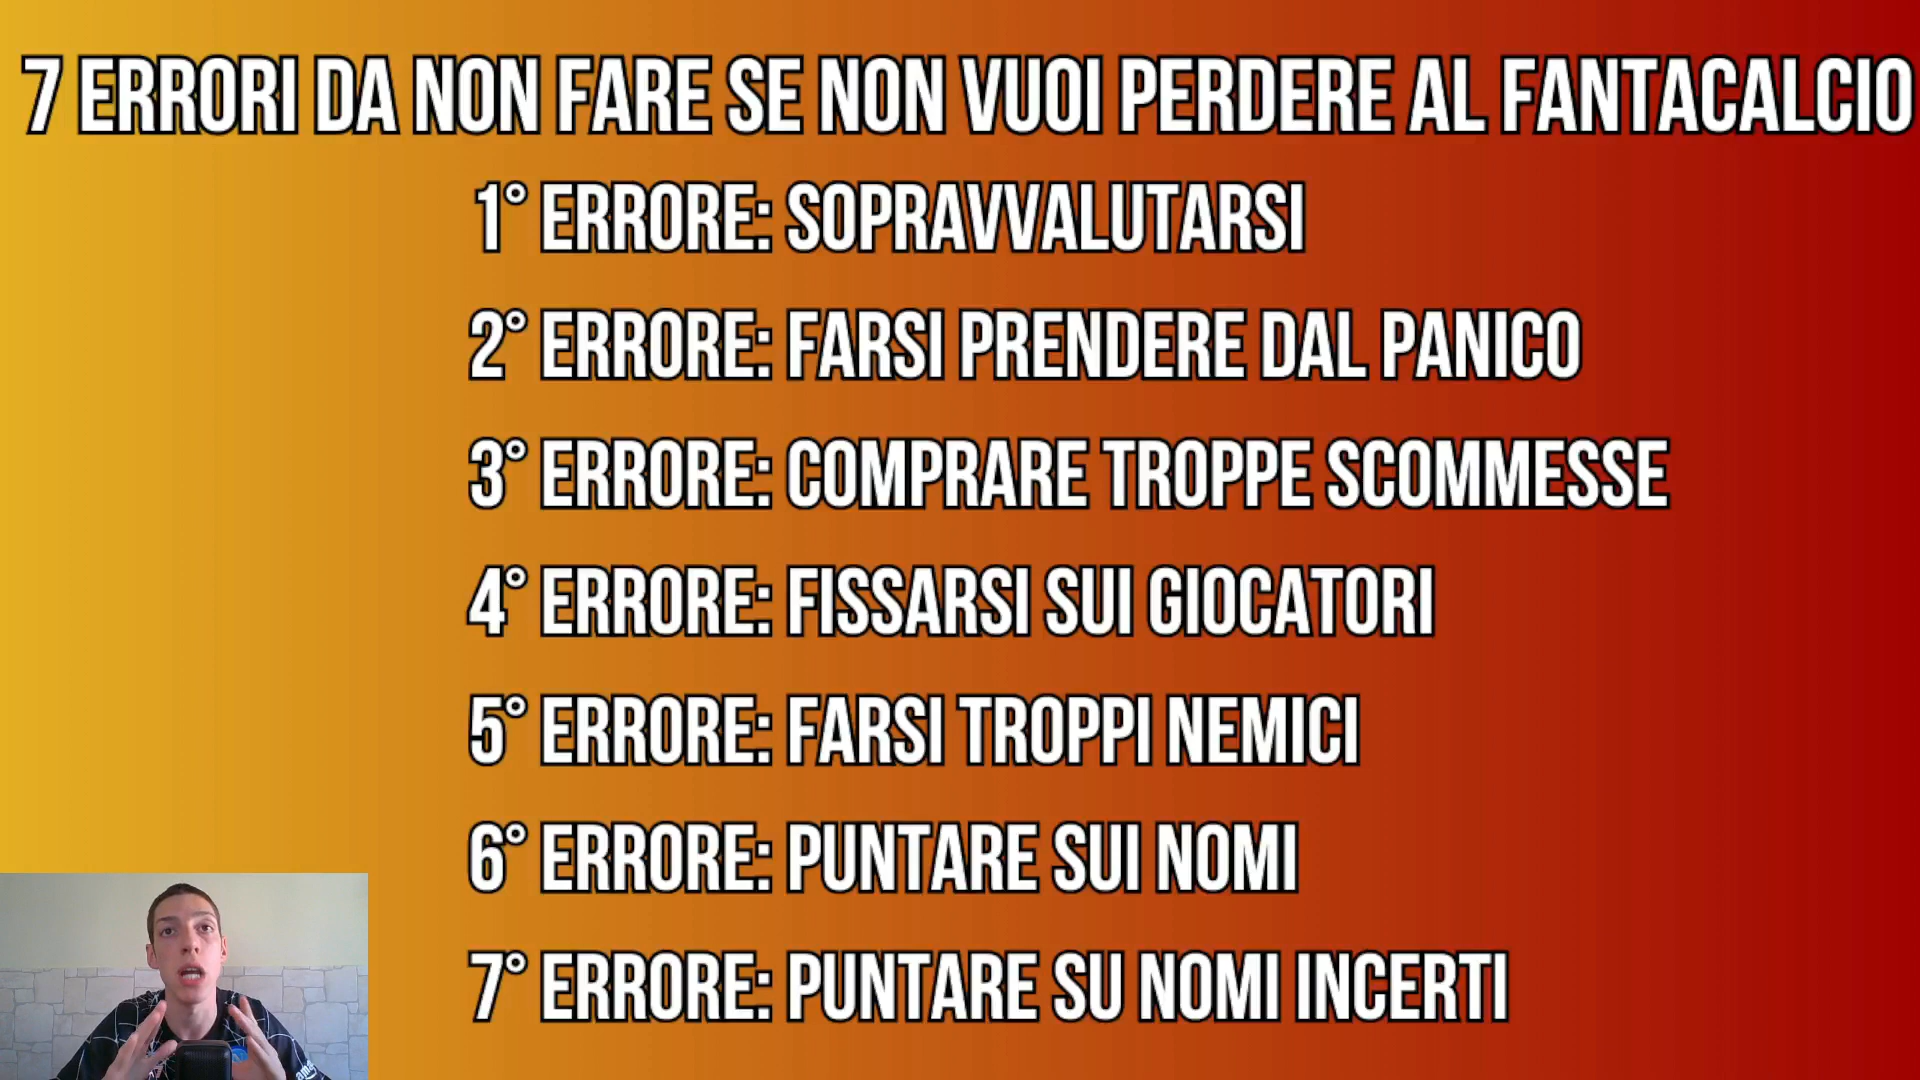 7 ERRORI DA NON FARE SE NON VUOI PERDERE AL FANTACALCIO
1° ERRORE: SOPRAVVALUTARSI
2° ERRORE: FARSI PRENDERE DAL PANICO
3° ERRORE: COMPRARE TROPPE SCOMMESSE
4° ERRORE: FISSARSI SUI GIOCATORI
5° ERRORE: FARSI TROPPI NEMICI
6° ERRORE: PUNTARE SUI NOMI
7° ERRORE: PUNTARE SU NOMI INCERTI